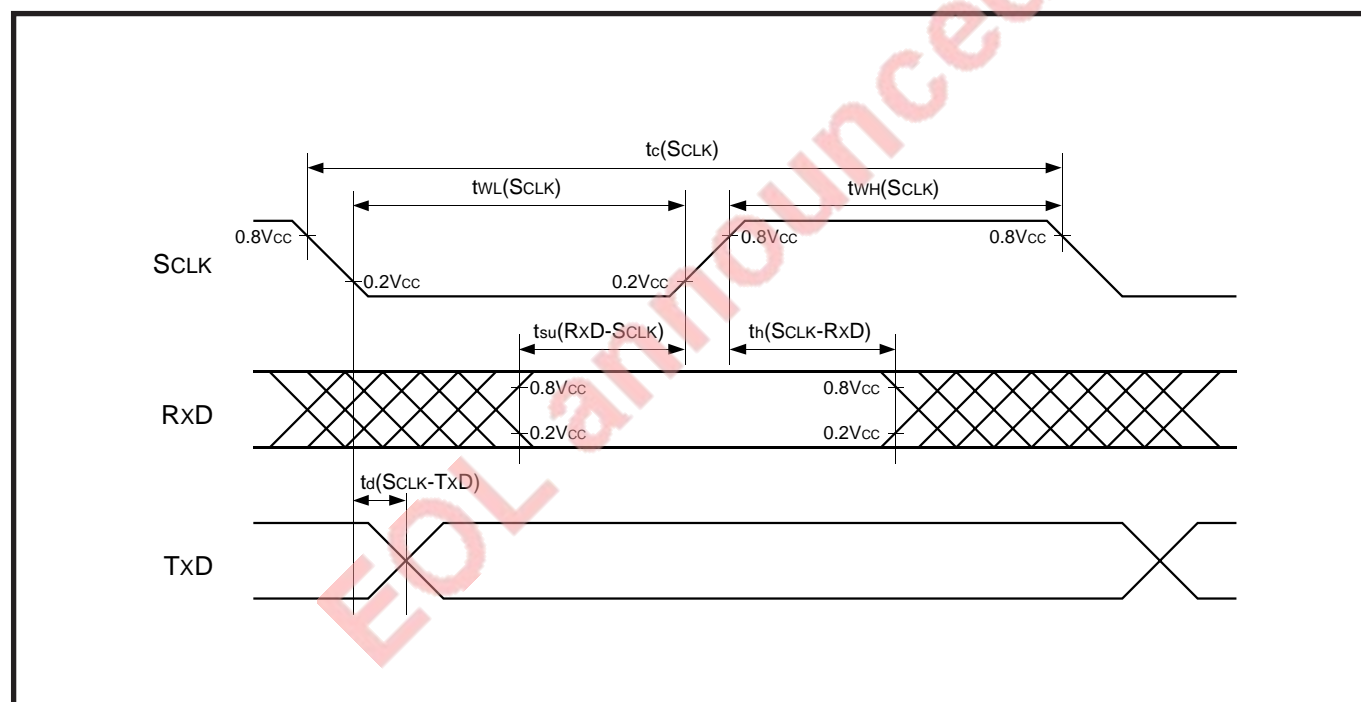 tc(SCLK)
tWL(SCLK)
tWH(SCLK)
SCLK
0.8VCC
0.2VCC
0.2VCC
0.8VCC
0.8VCC
tsu(RXD-SCLK)
th(SCLK-RXD)
RXD
0.8VCC
0.2VCC
0.8VCC
0.2VCC
td(SCLK-TXD)
TXD
EOL announced